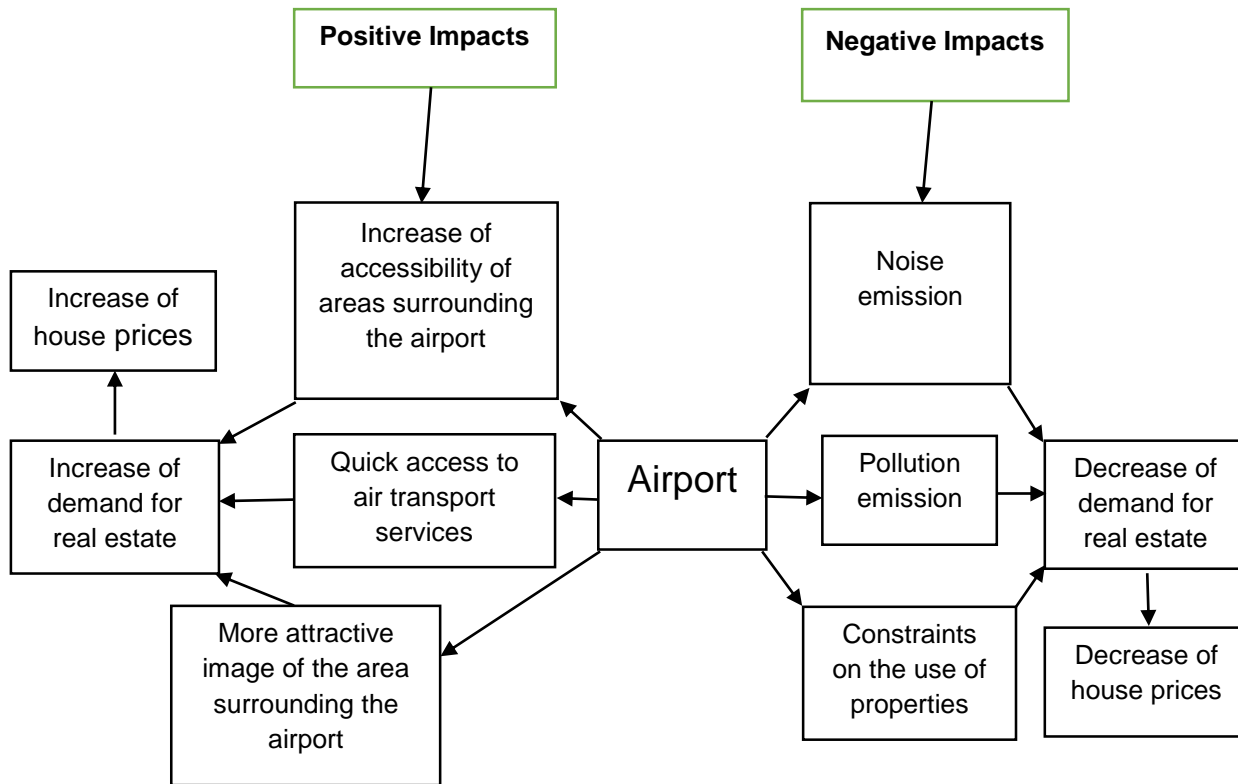 Positive Impacts
Negative Impacts
Increase of
accessibility of
areas surrounding
the airport
Noise
emission
Increase of
house prices
Increase of
demand for
real estate
Quick access to
air transport
services
Airport
Pollution
emission
Decrease of
demand for
real estate
More attractive
image of the area
surrounding the
airport
Constraints
on the use of
properties
Decrease of
house prices